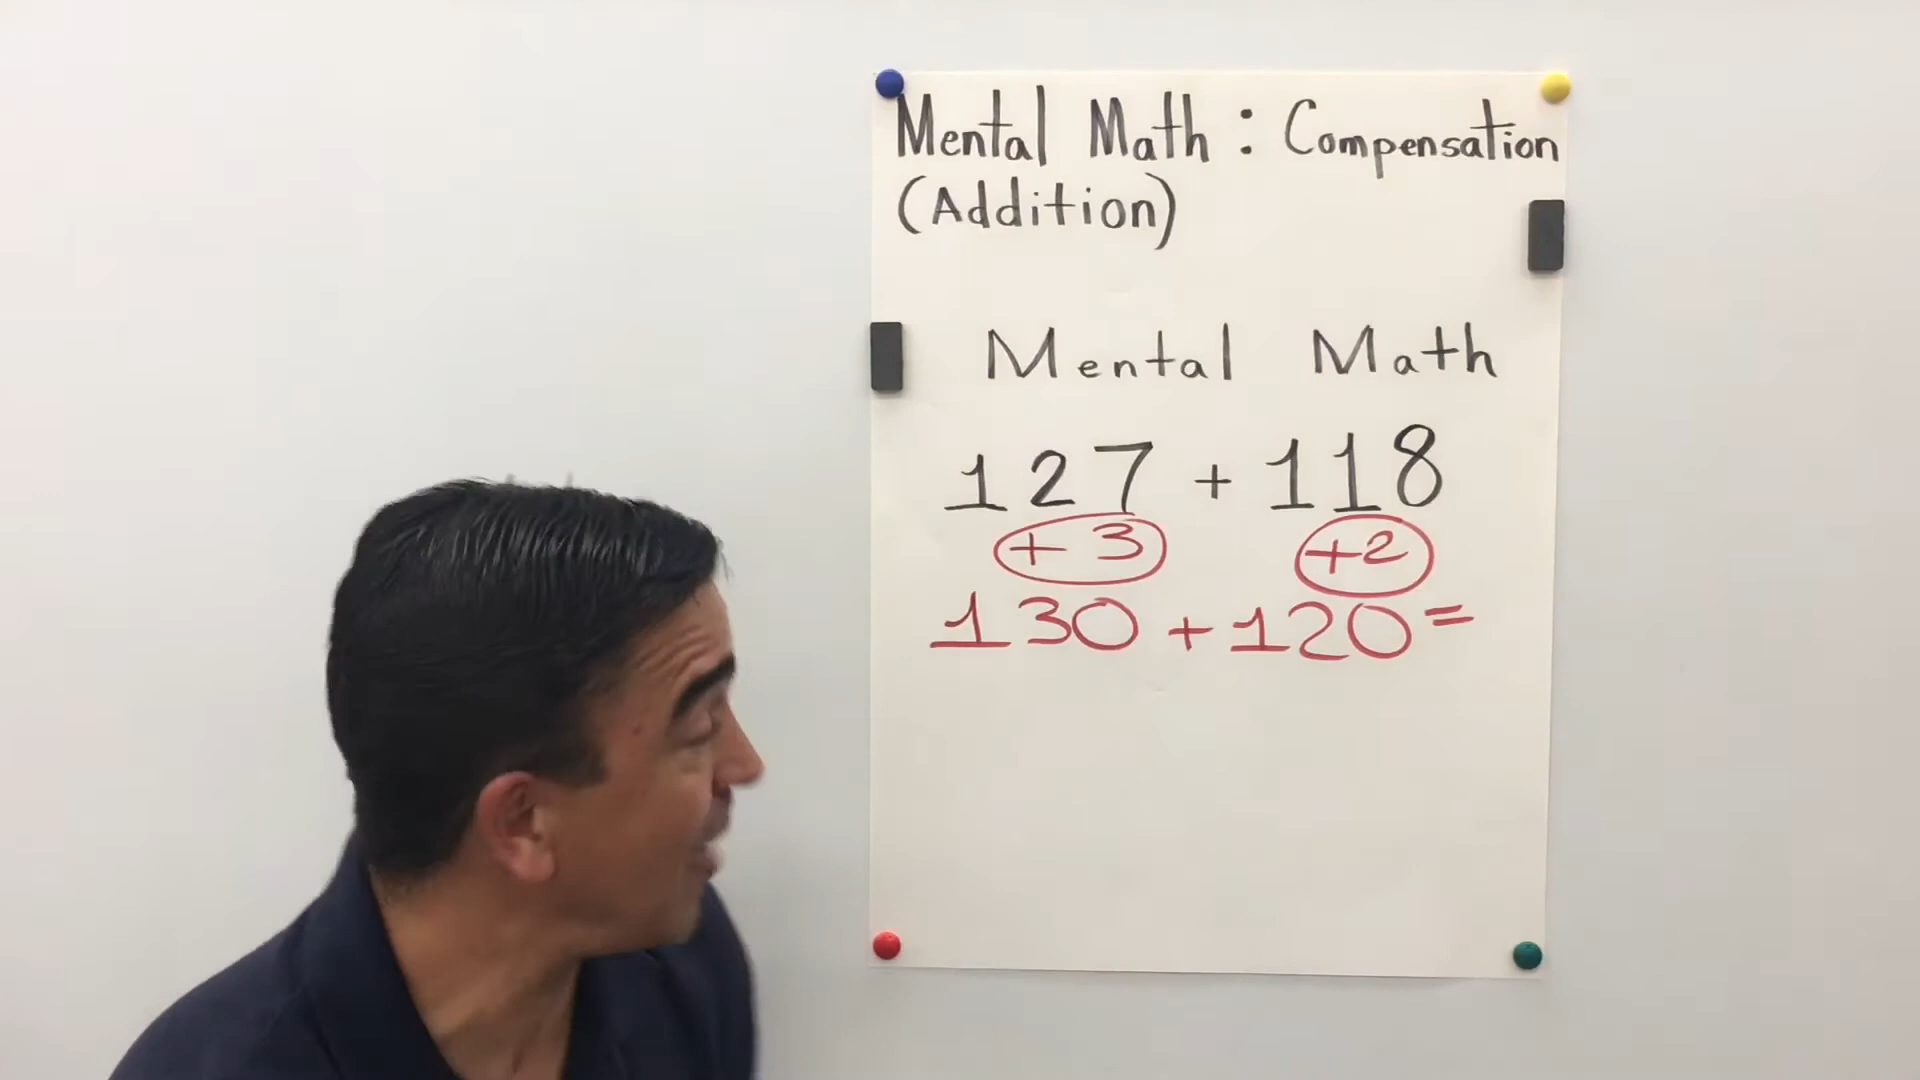 Mental Math : Compensation
(Addition)
Mental Math
127 + 118
+ 3 +2
130 + 120 =